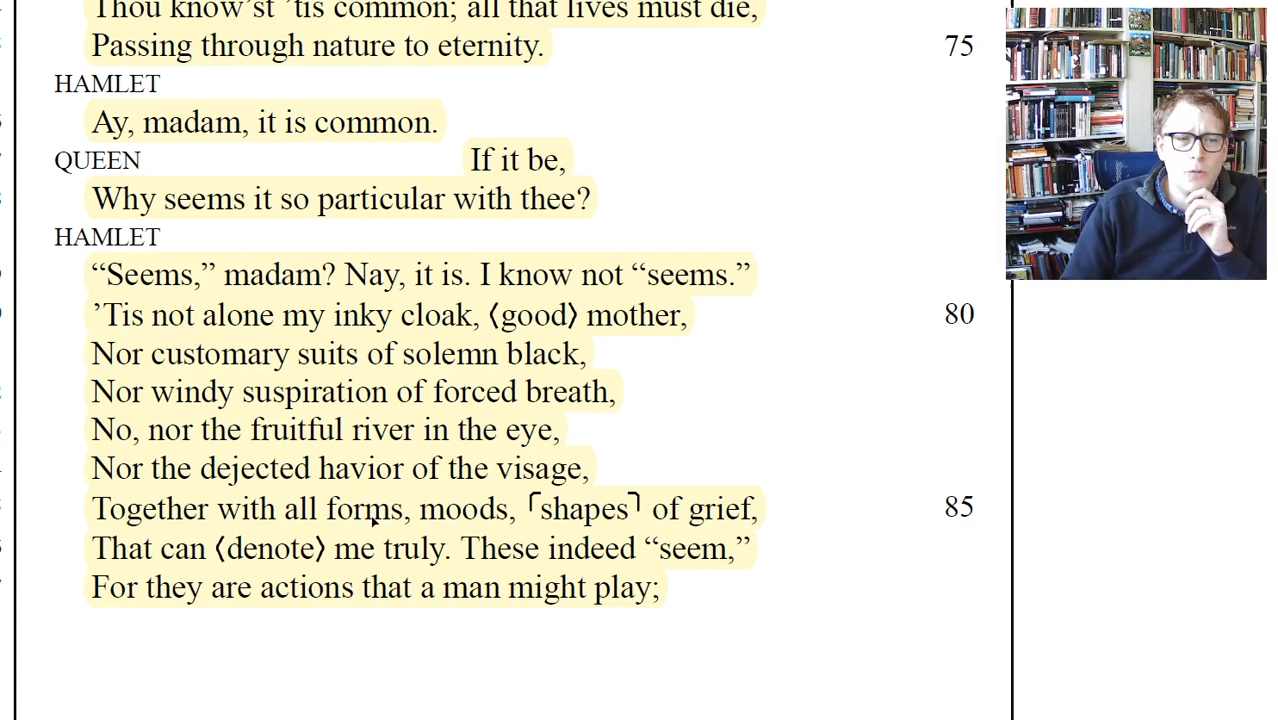 Thou know’st ’tis common; all that lives must die,
Passing through nature to eternity. 75
HAMLET
Ay, madam, it is common.
QUEEN If it be,
Why seems it so particular with thee?
HAMLET
“Seems,” madam? Nay, it is. I know not “seems.”
’Tis not alone my inky cloak, ⟨good⟩ mother, 80
Nor customary suits of solemn black,
Nor windy suspiration of forced breath,
No, nor the fruitful river in the eye,
Nor the dejected havior of the visage,
Together with all forms, moods, ⌜shapes⌝ of grief, 85
That can ⟨denote⟩ me truly. These indeed “seem,”
For they are actions that a man might play;